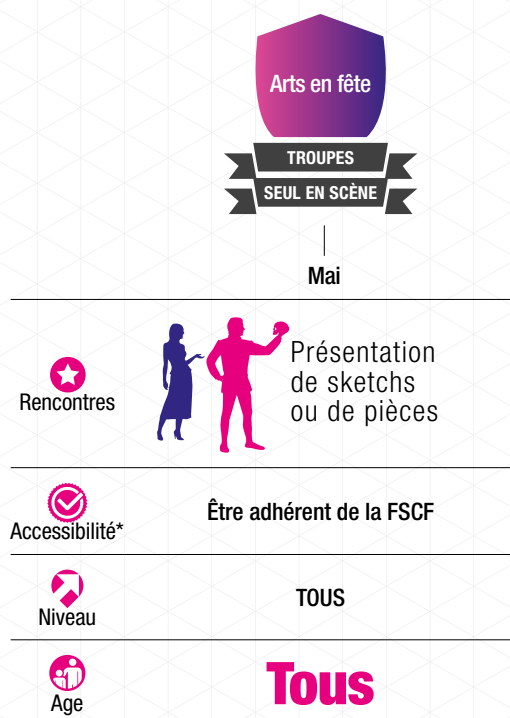 Arts en fête
TROUPES
SEUL EN SCÈNE
Mai
Rencontres
Présentation
de sketchs
ou de pièces
Accessibilité*
Être adhérent de la FSCF
Niveau
TOUS
Age
Tous